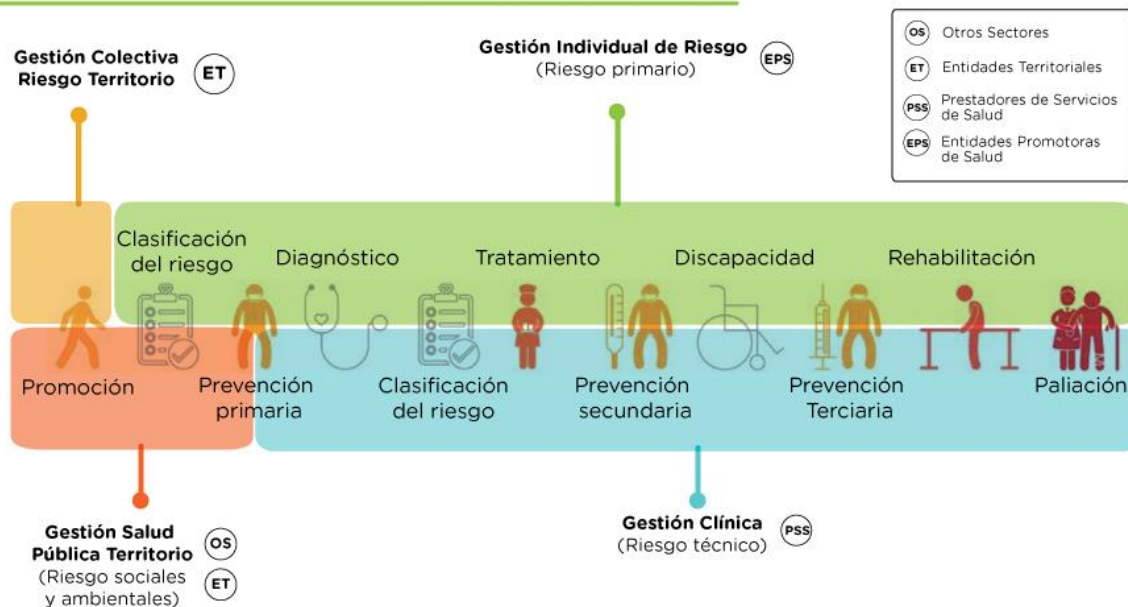 Gestión Colectiva
Riesgo Territorio
ET
Gestión Individual de Riesgo
(Riesgo primario)
EPS
OS Otros Sectores
ET Entidades Territoriales
PSS Prestadores de Servicios
de Salud
EPS Entidades Promotoras
de Salud
Clasificación
del riesgo
Diagnóstico
Tratamiento
Discapacidad
Rehabilitación
Promoción
Prevención
primaria
Clasificación
del riesgo
Prevención
secundaria
Prevención
Terciaria
Paliación
Gestión Salud
Pública Territorio
(Riesgo sociales
y ambientales)
OS
ET
Gestión Clínica
(Riesgo técnico)
PSS